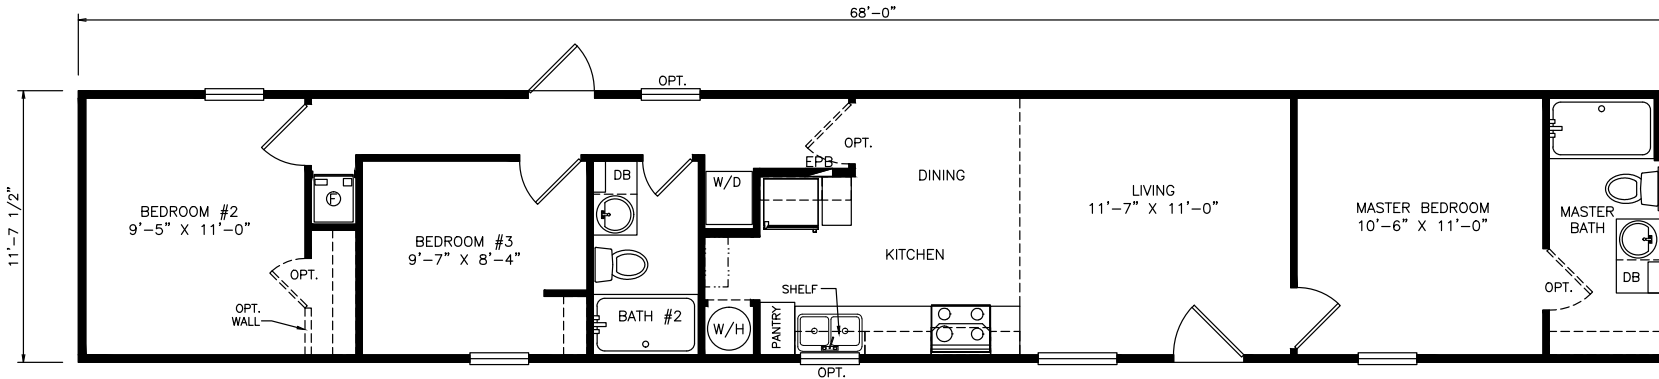 68'-0"
OPT.
11'-7 1/2"
BEDROOM #2
9'-5" X 11'-0"
F
OPT.
OPT.
WALL
BEDROOM #3
9'-7" X 8'-4"
DB
BATH #2
W/D
W/H
EPB
OPT.
DINING
KITCHEN
SHELF
PANTRY
OPT.
LIVING
11'-7" X 11'-0"
MASTER BEDROOM
10'-6" X 11'-0"
MASTER
BATH
DB
OPT.